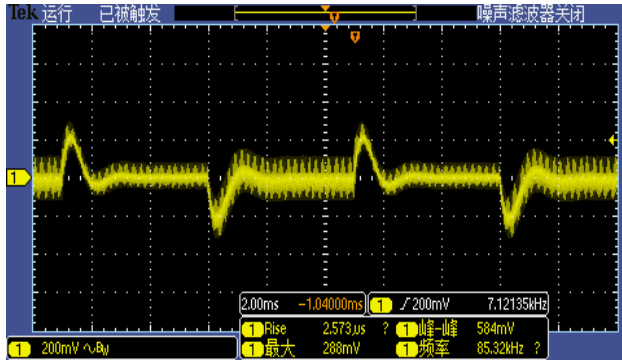 Tek 运行 已被触发 噪声滤波器关闭
T
T
1
2.00ms -1.04000ms 1 ∫200mV 7.12135kHz
1 Rise 2.573µs ? 1 峰-峰 584mV
1 200mV ∿BW 1 最大 288mV 1 频率 85.32kHz ?